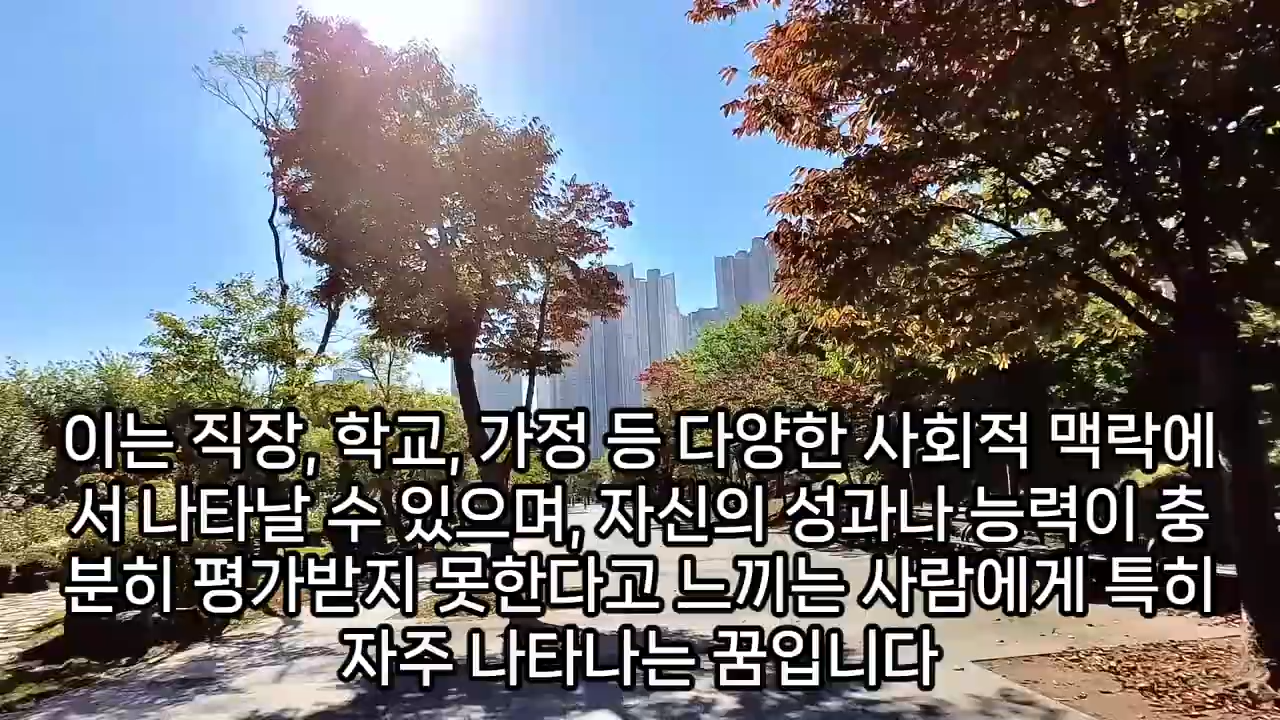 이는 직장, 학교, 가정 등 다양한 사회적 맥락에
서 나타날 수 있으며, 자신의 성과나 능력이 충
분히 평가받지 못한다고 느끼는 사람에게 특히
자주 나타나는 꿈입니다